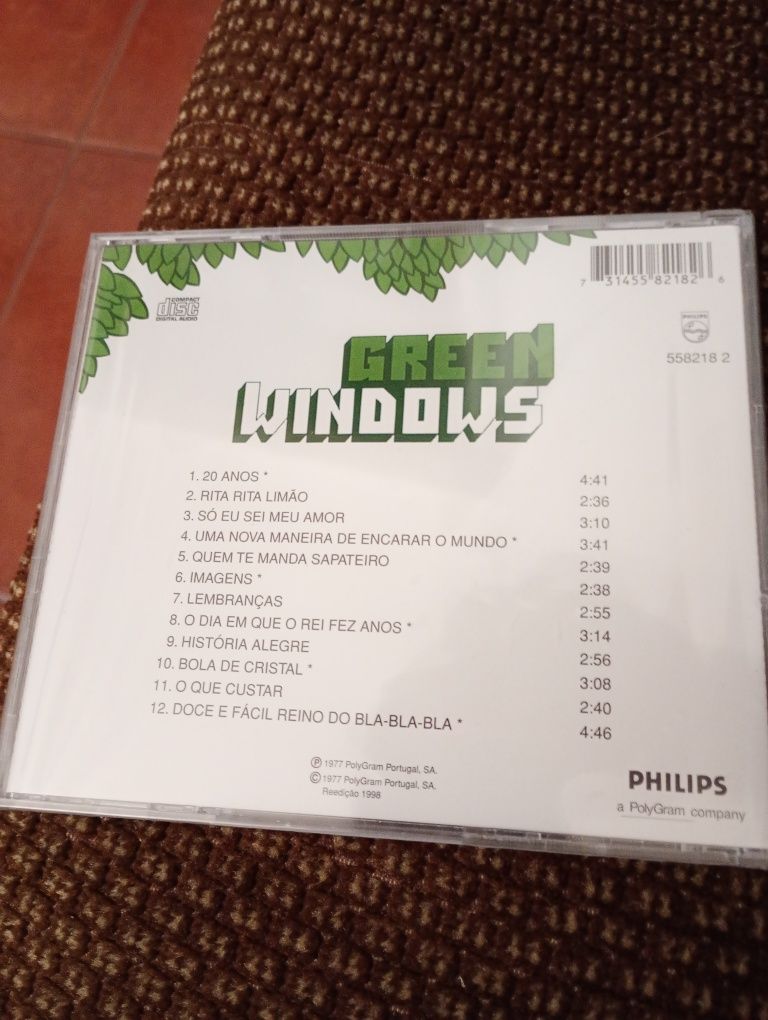 7 31455 82182 6
COMPACT
disc
DIGITAL AUDIO
PHILIPS
558218 2
GREEN
WINDOWS
1. 20 ANOS * 4:41
2. RITA RITA LIMÃO 2:36
3. SÓ EU SEI MEU AMOR 3:10
4. UMA NOVA MANEIRA DE ENCARAR O MUNDO * 3:41
5. QUEM TE MANDA SAPATEIRO 2:39
6. IMAGENS * 2:38
7. LEMBRANÇAS 2:55
8. O DIA EM QUE O REI FEZ ANOS * 3:14
9. HISTÓRIA ALEGRE 2:56
10. BOLA DE CRISTAL * 3:08
11. O QUE CUSTAR 2:40
12. DOCE E FÁCIL REINO DO BLA-BLA-BLA * 4:46
Ⓟ 1977 PolyGram Portugal, SA.
© 1977 PolyGram Portugal, SA.
Reedição 1998
PHILIPS
a PolyGram company